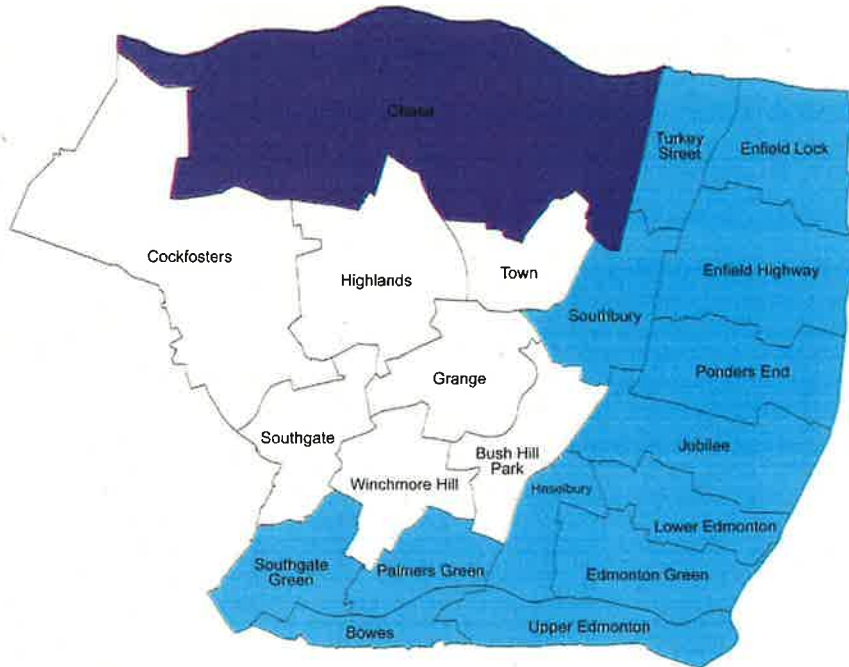 Chase
Turkey
Street
Enfield Lock
Cockfosters
Highlands
Town
Enfield Highway
Southbury
Grange
Ponders End
Southgate
Bush Hill
Park
Jubilee
Winchmore Hill
Haselbury
Lower Edmonton
Southgate
Green
Palmers Green
Edmonton Green
Bowes
Upper Edmonton